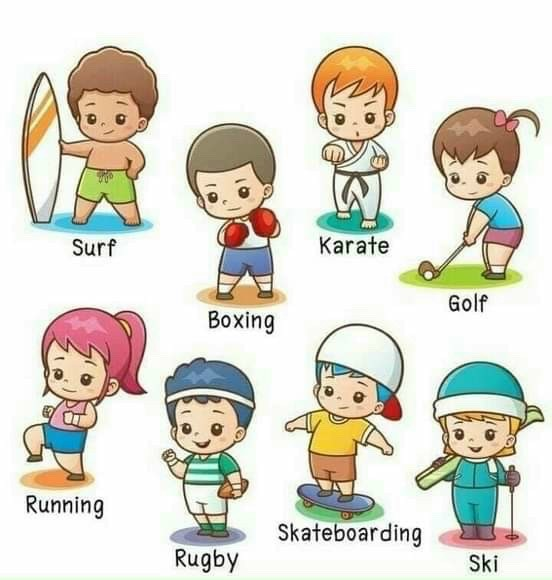 Surf
Boxing
Karate
Golf
Running
Rugby
Skateboarding
Ski